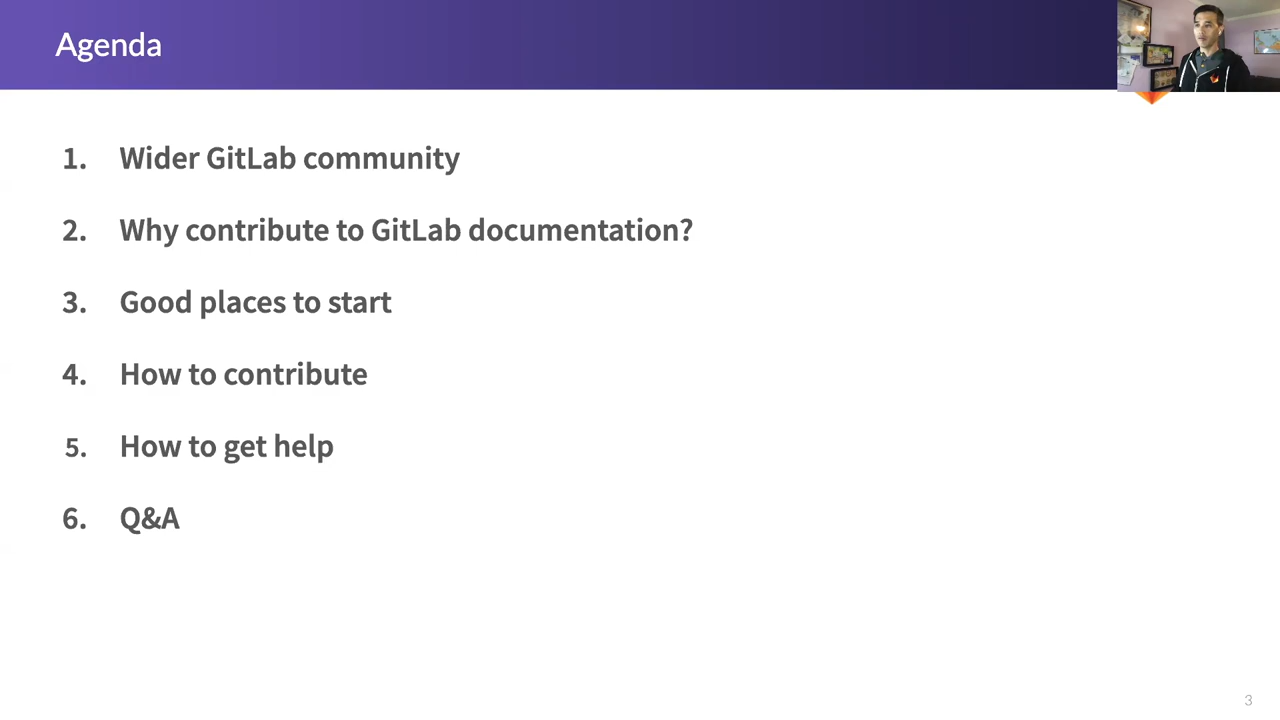 Agenda
1. Wider GitLab community
2. Why contribute to GitLab documentation?
3. Good places to start
4. How to contribute
5. How to get help
6. Q&A
3